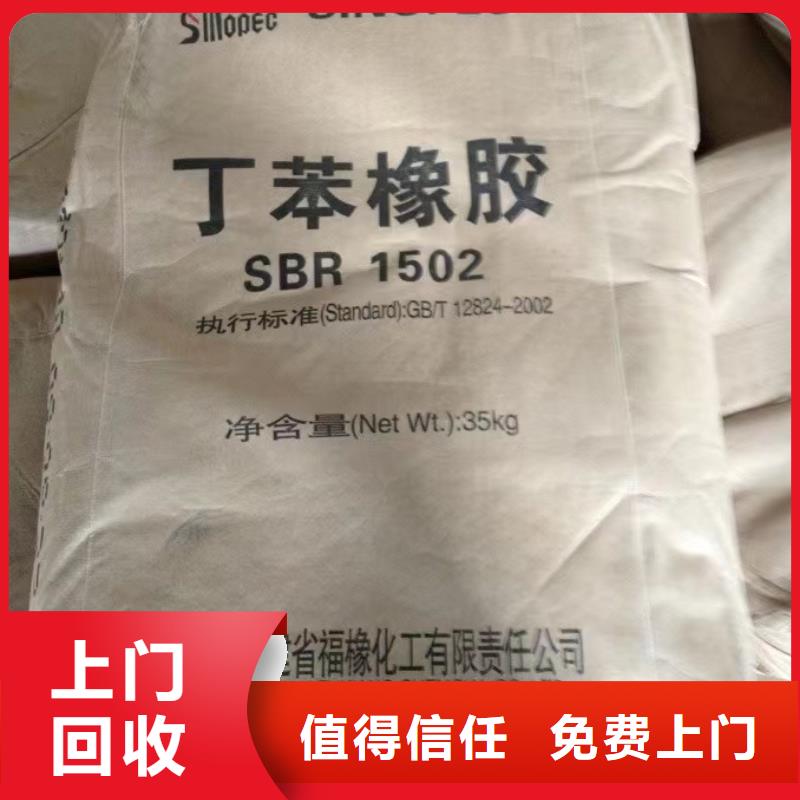 Sinopec
丁苯橡胶
SBR 1502
执行标准(Standard):GB/T 12824-2002
净含量(Net Wt.):35kg
省福橡化工有限责任公司
上门
回收
值得信任 免费上门